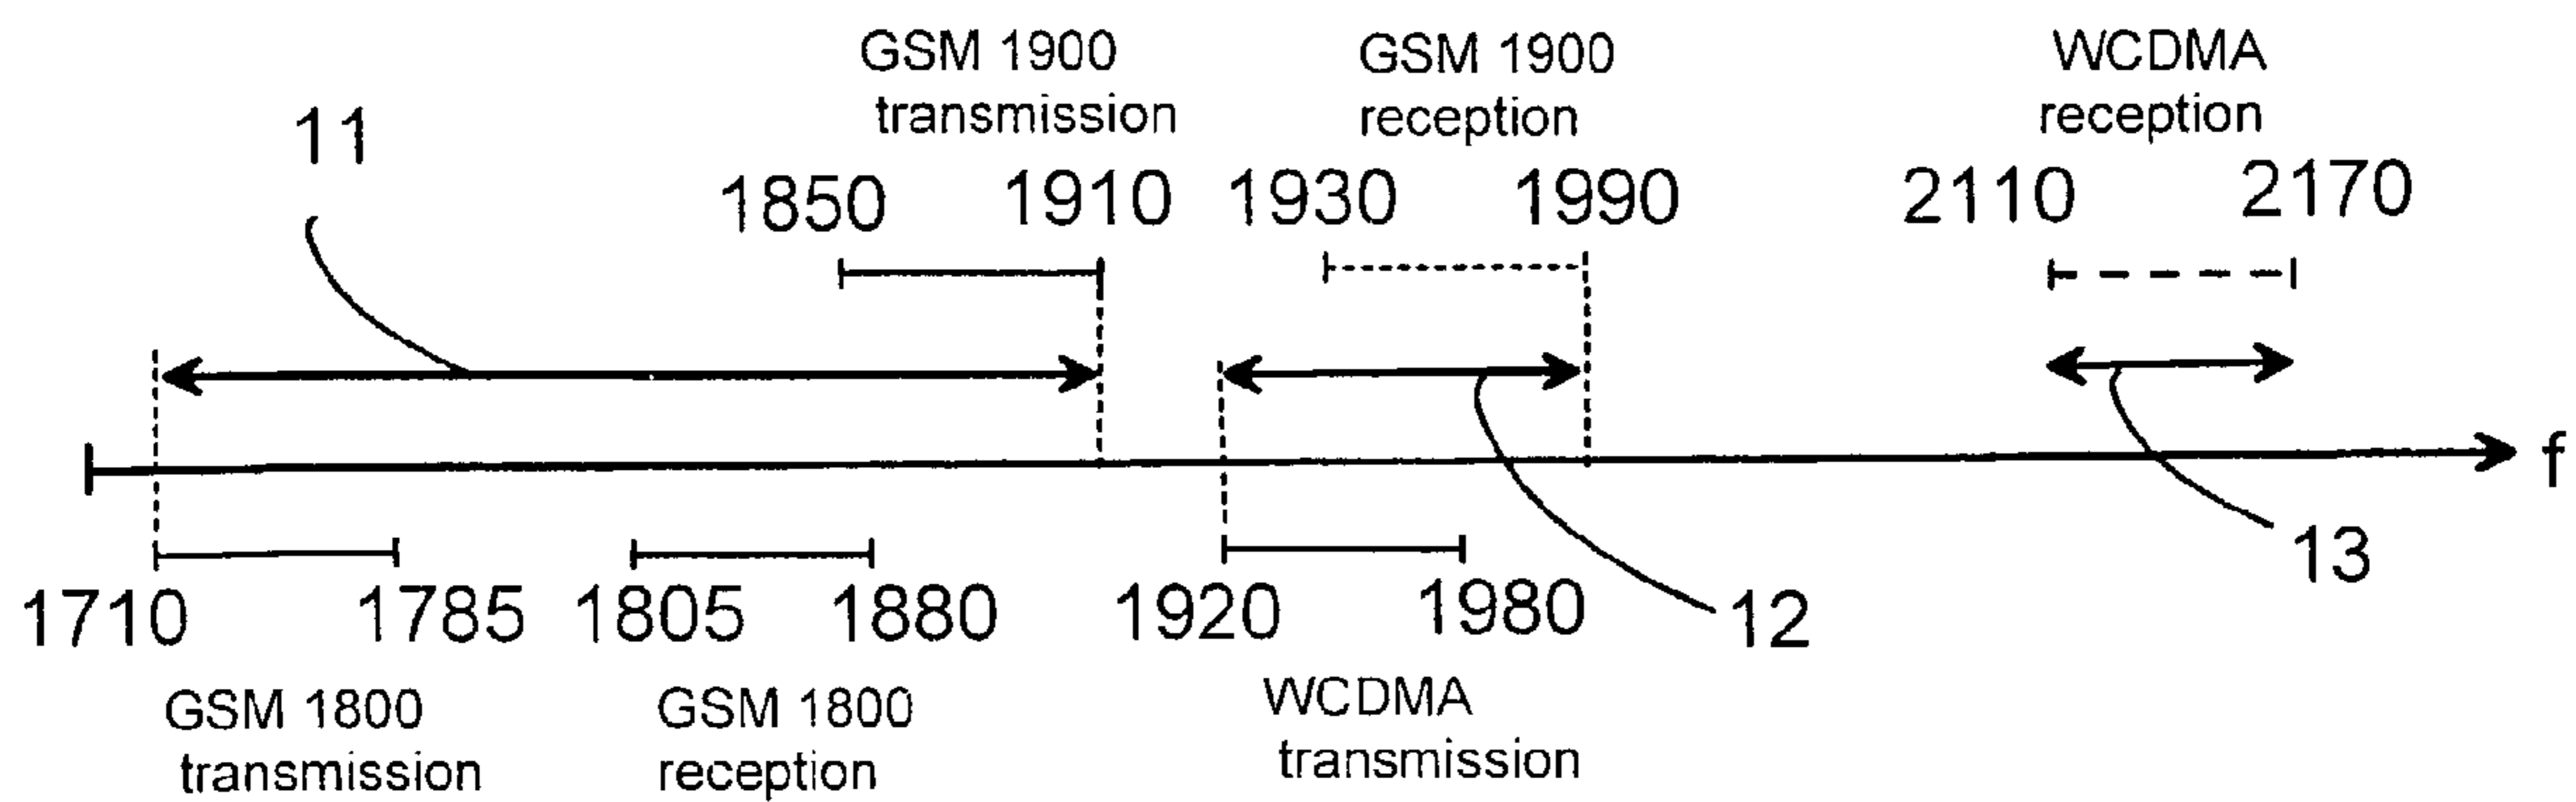 GSM 1900
transmission
GSM 1900
reception
WCDMA
reception
11
1850
1910
1930
1990
2110
2170
f
1710
1785
1805
1880
1920
1980
12
13
GSM 1800
transmission
GSM 1800
reception
WCDMA
transmission